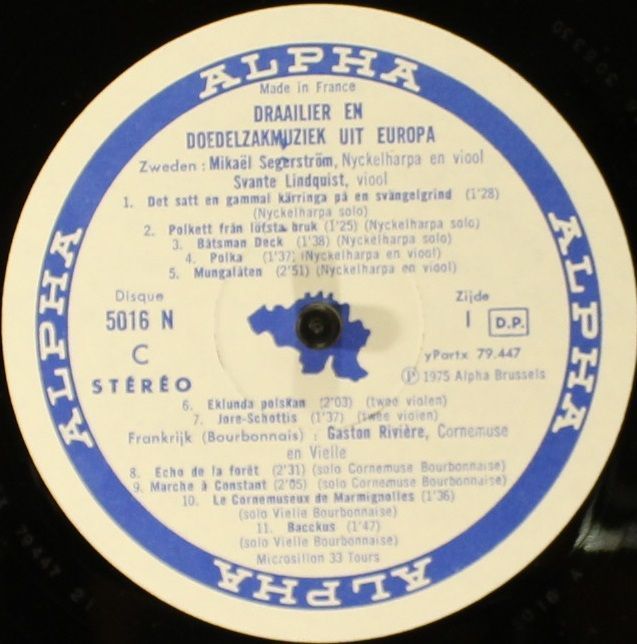 ALPHA
Made in France
DRAAILIER EN
DOEDELZAKMUZIEK UIT EUROPA
Zweden : Mikaël Segerström, Nyckelharpa en viool
Svante Lindquist, viool
1. Det satt en gammal kärringa på en svängelgrind (1'28)
(Nyckelharpa solo)
2. Polkett från löfsta bruk (1'25) (Nyckelharpa solo)
3. Båtsman Deck (1'38) (Nyckelharpa solo)
4. Polka (1'37) (Nyckelharpa en viool)
5. Mungalåten (2'51) (Nyckelharpa en viool)
ALPHA
ALPHA
Disque
5016 N
C
STÉRÉO
Zijde
I D.P.
yPartx 79.447
℗ 1975 Alpha Brussels
6. Eklunda polskan (2'03) (twee violen)
7. Jare-Schottis (1'37) (twee violen)
Frankrijk (Bourbonnais) : Gaston Rivière, Cornemuse
en Vielle
8. Echo de la forêt (2'31) (solo Cornemuse Bourbonnaise)
9. Marche à Constant (2'05) (solo Cornemuse Bourbonnaise)
10. Le Cornemuseux de Marmignolles (1'36)
(solo Vielle Bourbonnaise)
11. Backus (1'47)
(solo Vielle Bourbonnaise)
Microsillon 33 Tours
ALPHA